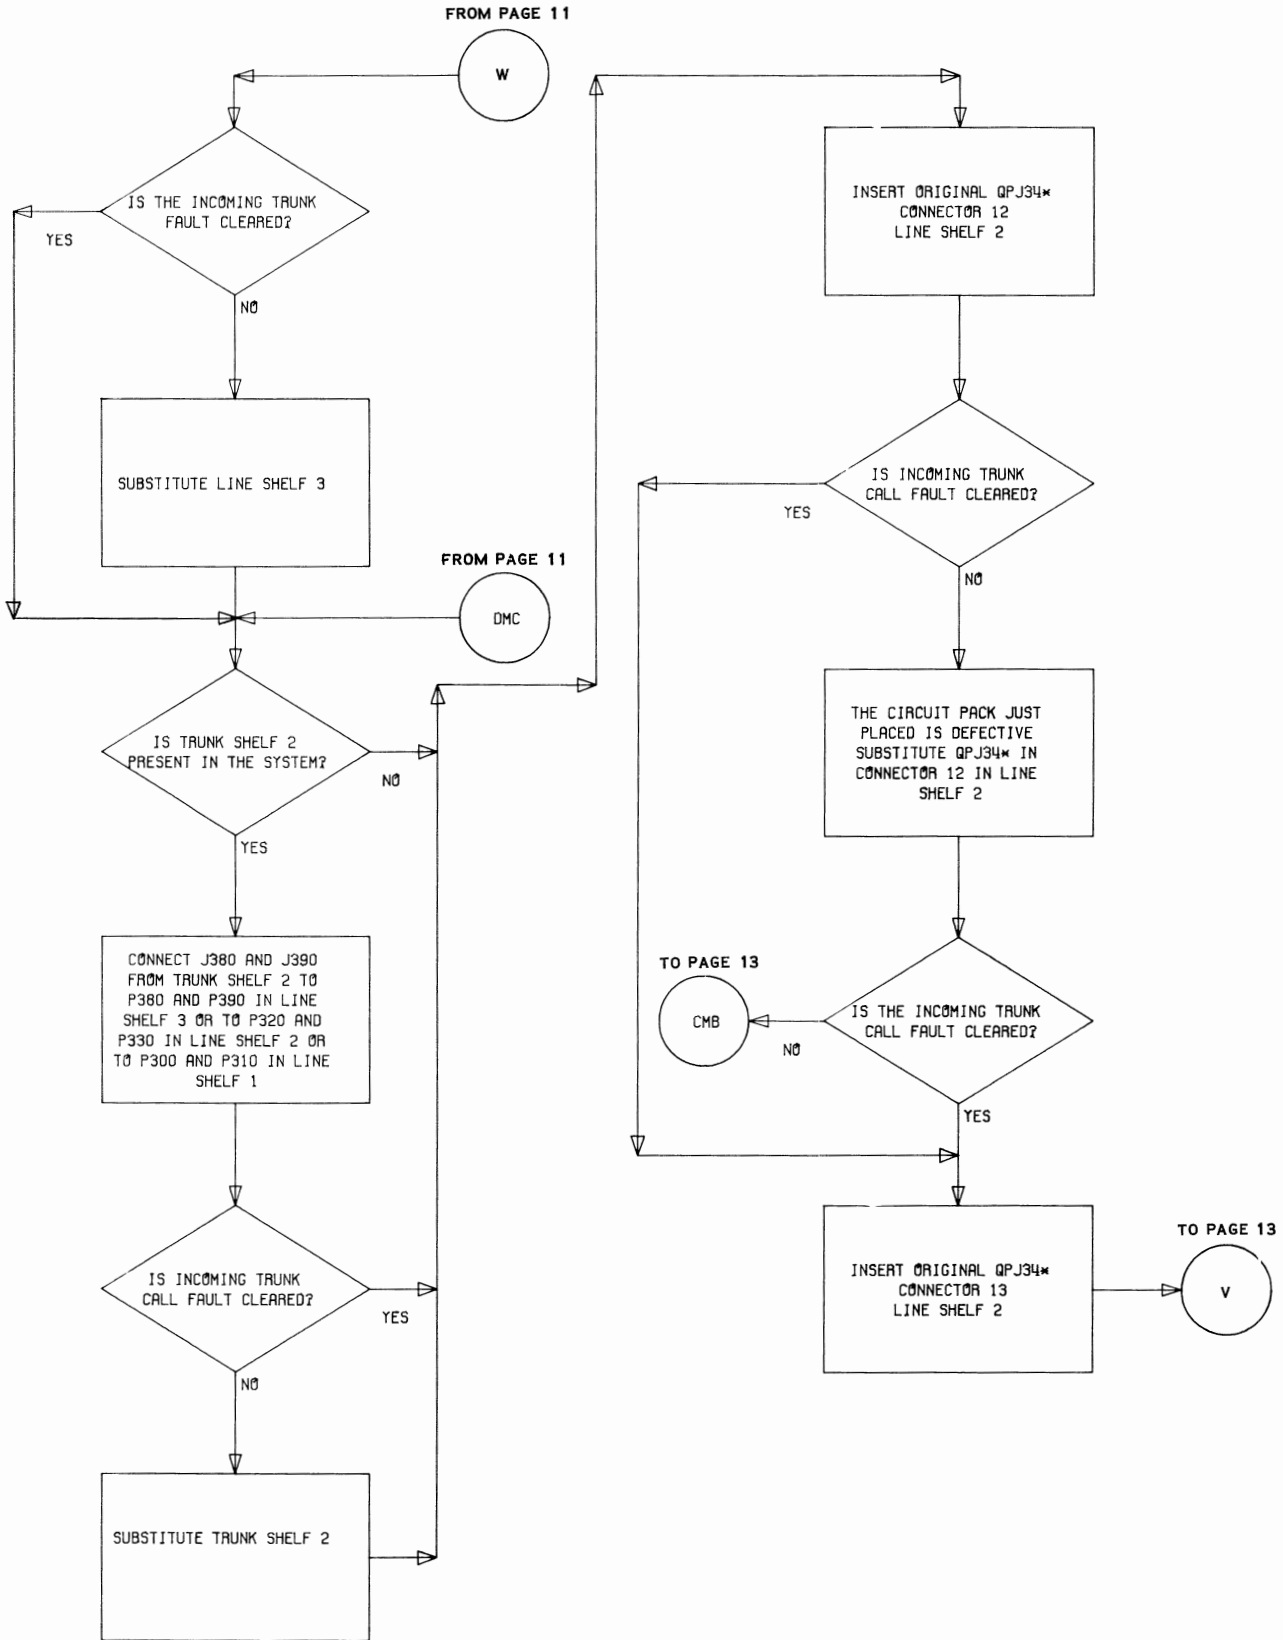 FROM PAGE 11
W
IS THE INCOMING TRUNK
FAULT CLEARED?
YES
NO
SUBSTITUTE LINE SHELF 3
FROM PAGE 11
DMC
IS TRUNK SHELF 2
PRESENT IN THE SYSTEM?
NO
YES
CONNECT J380 AND J390
FROM TRUNK SHELF 2 TO
P380 AND P390 IN LINE
SHELF 3 OR TO P320 AND
P330 IN LINE SHELF 2 OR
TO P300 AND P310 IN LINE
SHELF 1
IS INCOMING TRUNK
CALL FAULT CLEARED?
YES
NO
SUBSTITUTE TRUNK SHELF 2
INSERT ORIGINAL QPJ34*
CONNECTOR 12
LINE SHELF 2
IS INCOMING TRUNK
CALL FAULT CLEARED?
YES
NO
THE CIRCUIT PACK JUST
PLACED IS DEFECTIVE
SUBSTITUTE QPJ34* IN
CONNECTOR 12 IN LINE
SHELF 2
TO PAGE 13
CMB
IS THE INCOMING TRUNK
CALL FAULT CLEARED?
NO
YES
INSERT ORIGINAL QPJ34*
CONNECTOR 13
LINE SHELF 2
TO PAGE 13
V